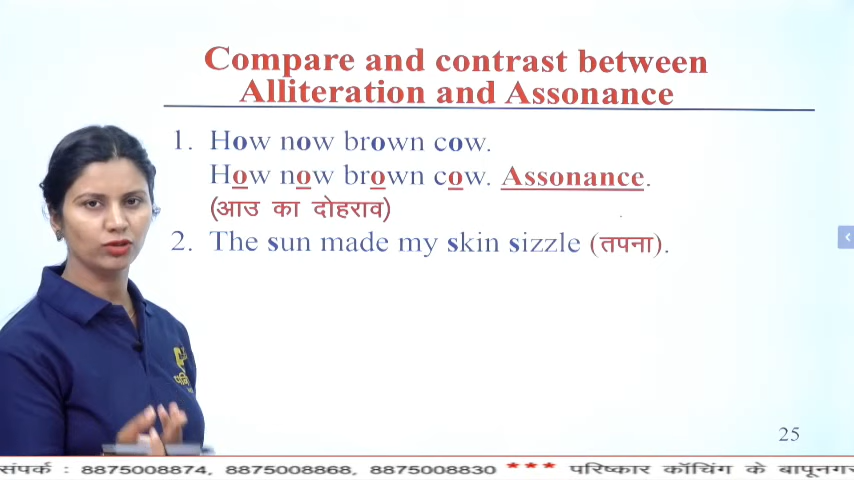 Compare and contrast between
Alliteration and Assonance
1. How now brown cow.
How now brown cow. Assonance.
(आउ का दोहराव)
2. The sun made my skin sizzle (तपना).
25
संपर्क : 8875008874, 8875008868, 8875008830 *** परिष्कार कॉचिंग के बापूनगर